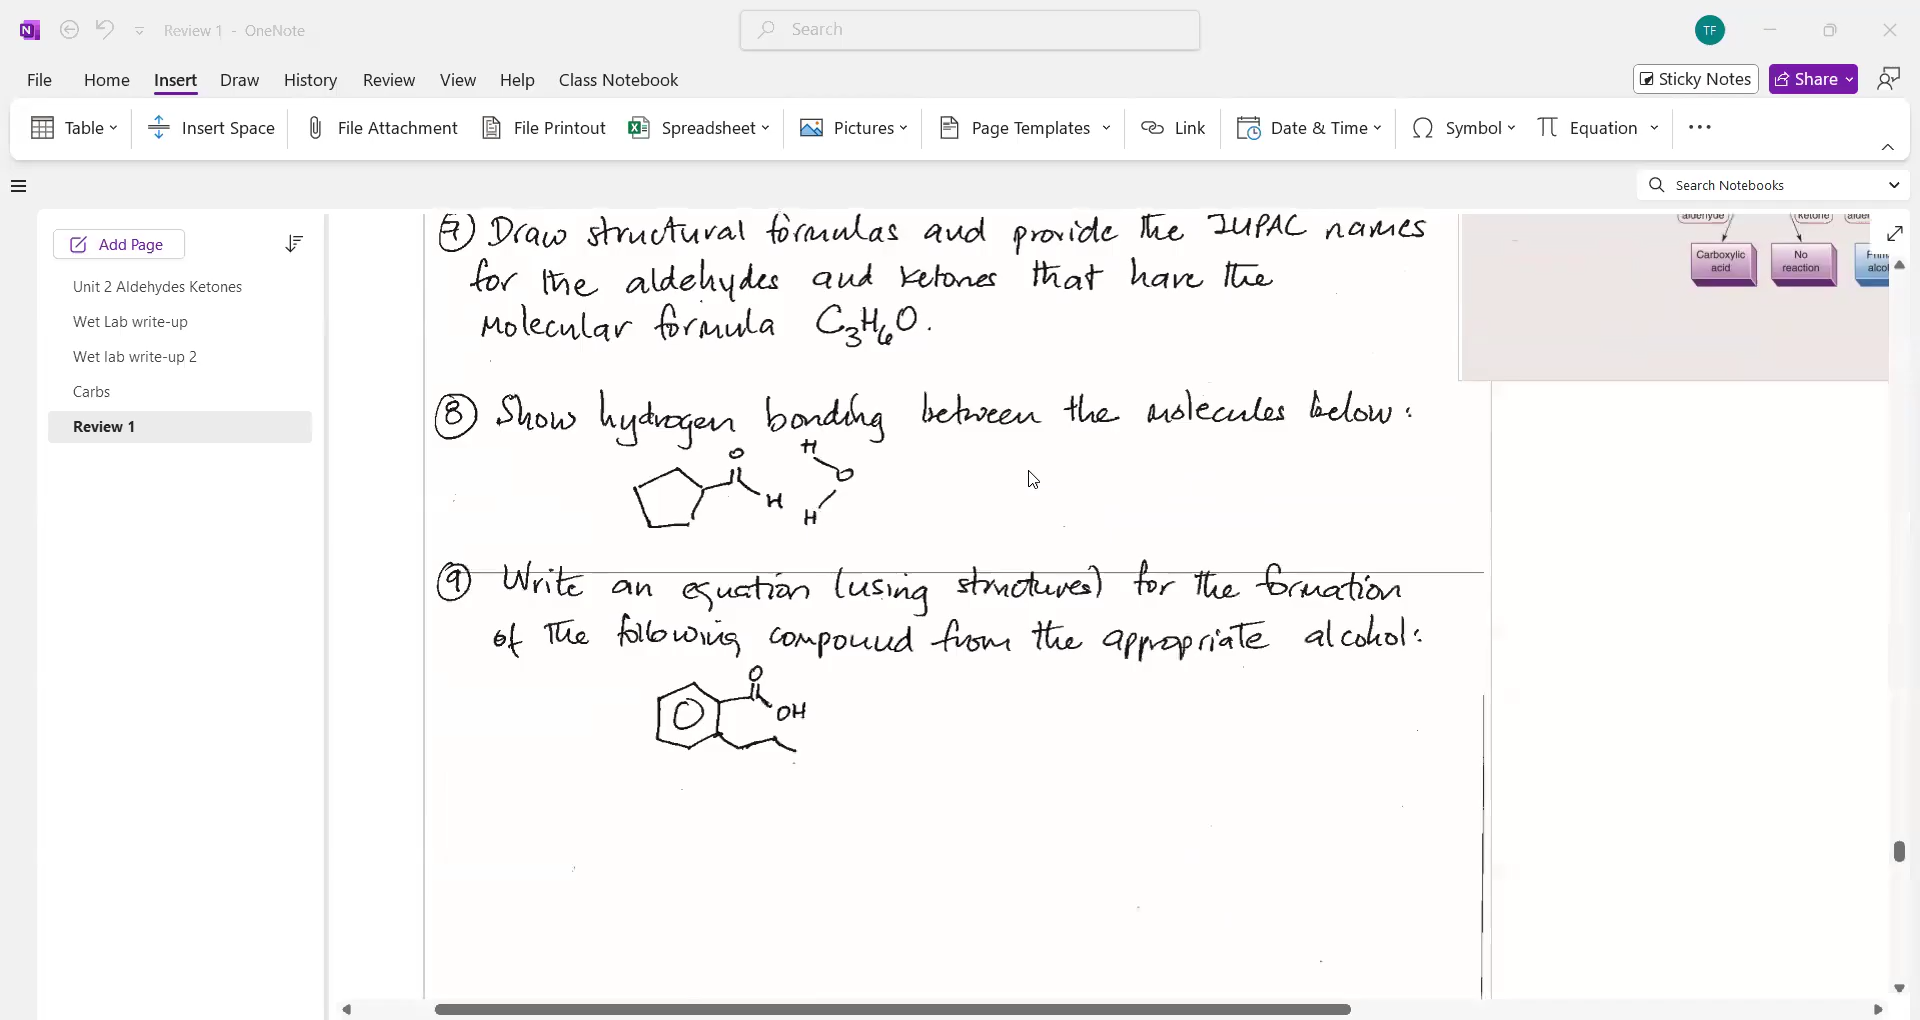 Review 1 - OneNote
Search
TF
File Home Insert Draw History Review View Help Class Notebook
Sticky Notes Share
Table Insert Space File Attachment File Printout Spreadsheet Pictures Page Templates Link Date & Time Symbol Equation
Search Notebooks
Add Page
Unit 2 Aldehydes Ketones
Wet Lab write-up
Wet lab write-up 2
Carbs
Review 1
⑦ Draw structural formulas and provide the IUPAC names
for the aldehydes and ketones that have the
molecular formula C₃H₆O.
aldehyde ketone
Carboxylic acid
No reaction
⑧ Show hydrogen bonding between the molecules below:
O H
O
H
H
⑨ Write an equation (using structures) for the formation
of the following compound from the appropriate alcohol:
O
OH